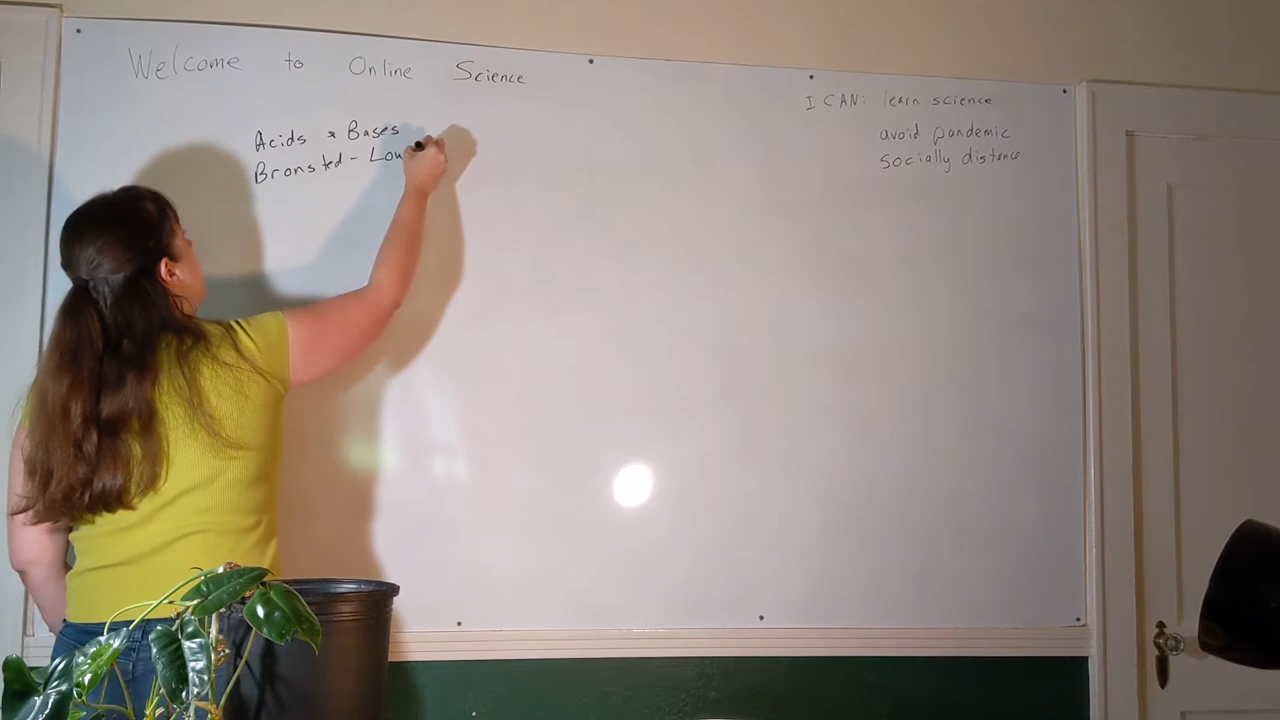 Welcome to Online Science
Acids & Bases
Bronsted - Low
I CAN: learn science
avoid pandemic
socially distance